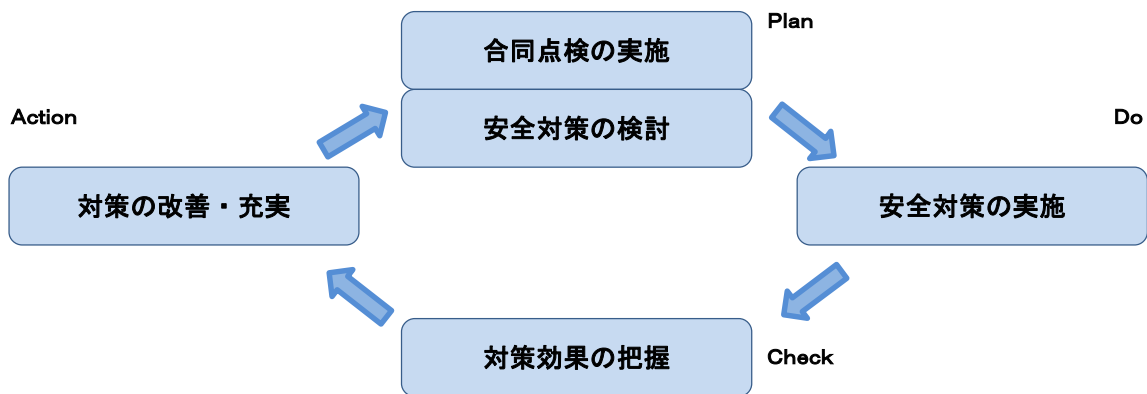 Plan
合同点検の実施
安全対策の検討
Action
Do
対策の改善・充実
安全対策の実施
対策効果の把握
Check